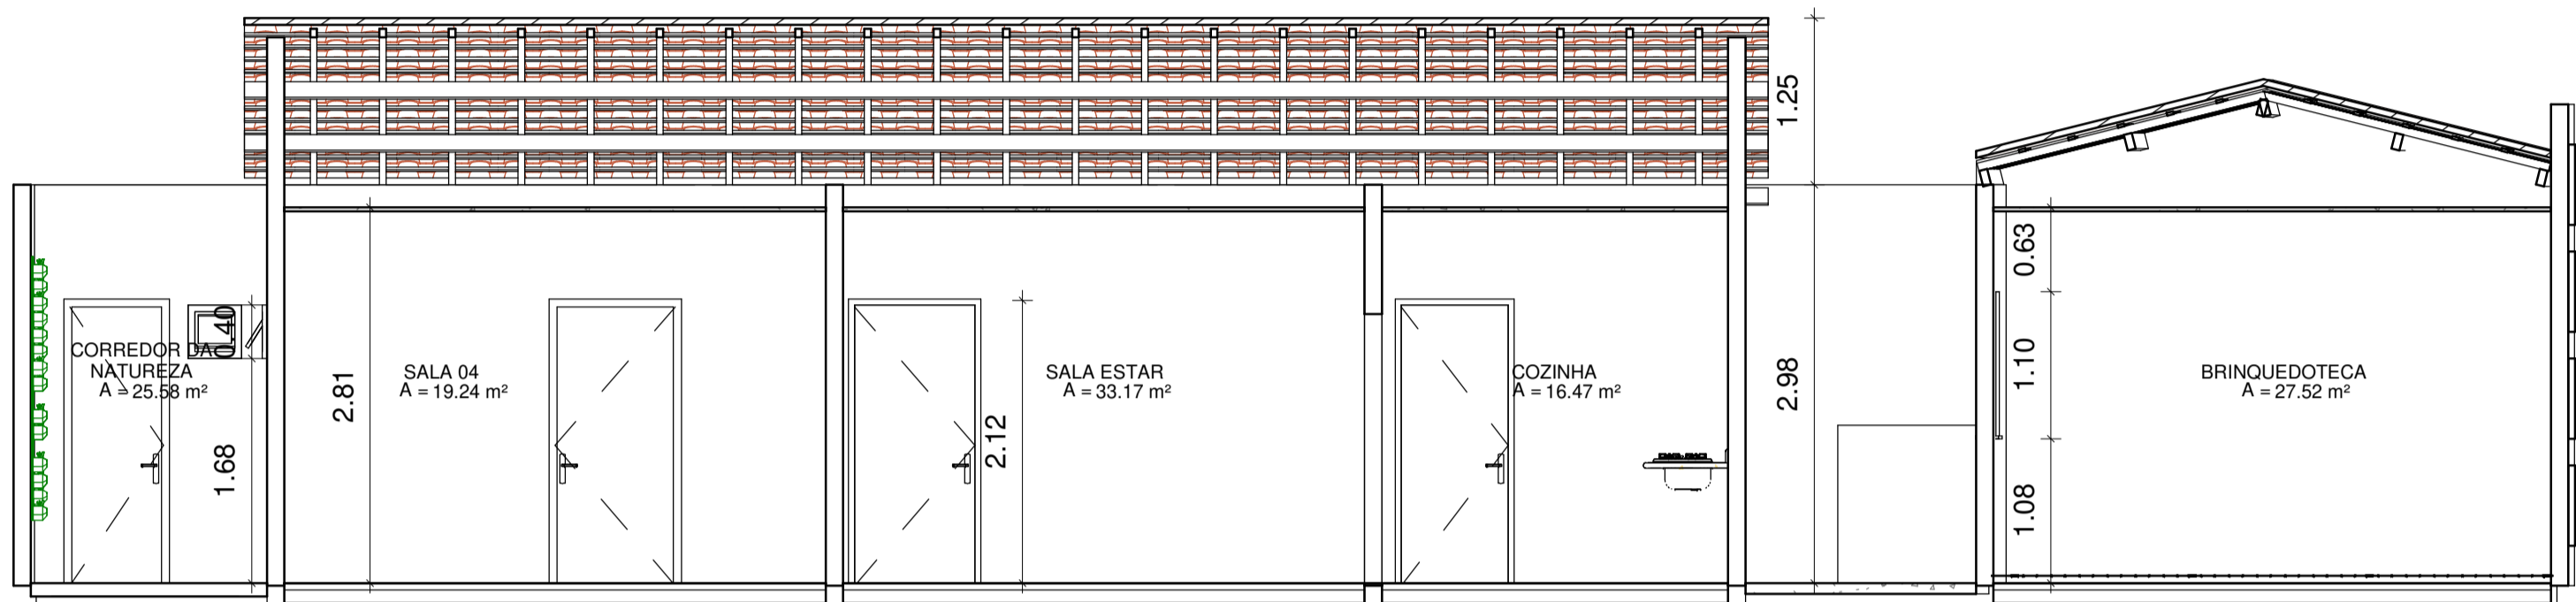 1.25
0.63
0.40
CORREDOR DA
NATUREZA
A = 25.58 m²
SALA 04
A = 19.24 m²
SALA ESTAR
A = 33.17 m²
COZINHA
A = 16.47 m²
BRINQUEDOTECA
A = 27.52 m²
2.81
2.98
1.10
2.12
1.68
1.08